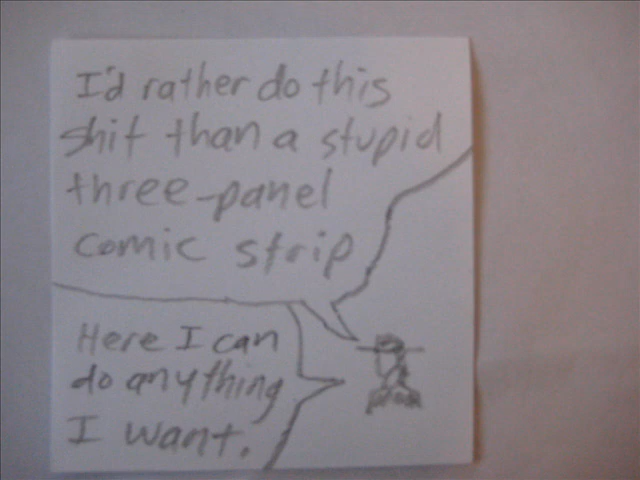 I'd rather do this
shit than a stupid
three-panel
comic strip
Here I can
do anything
I want.